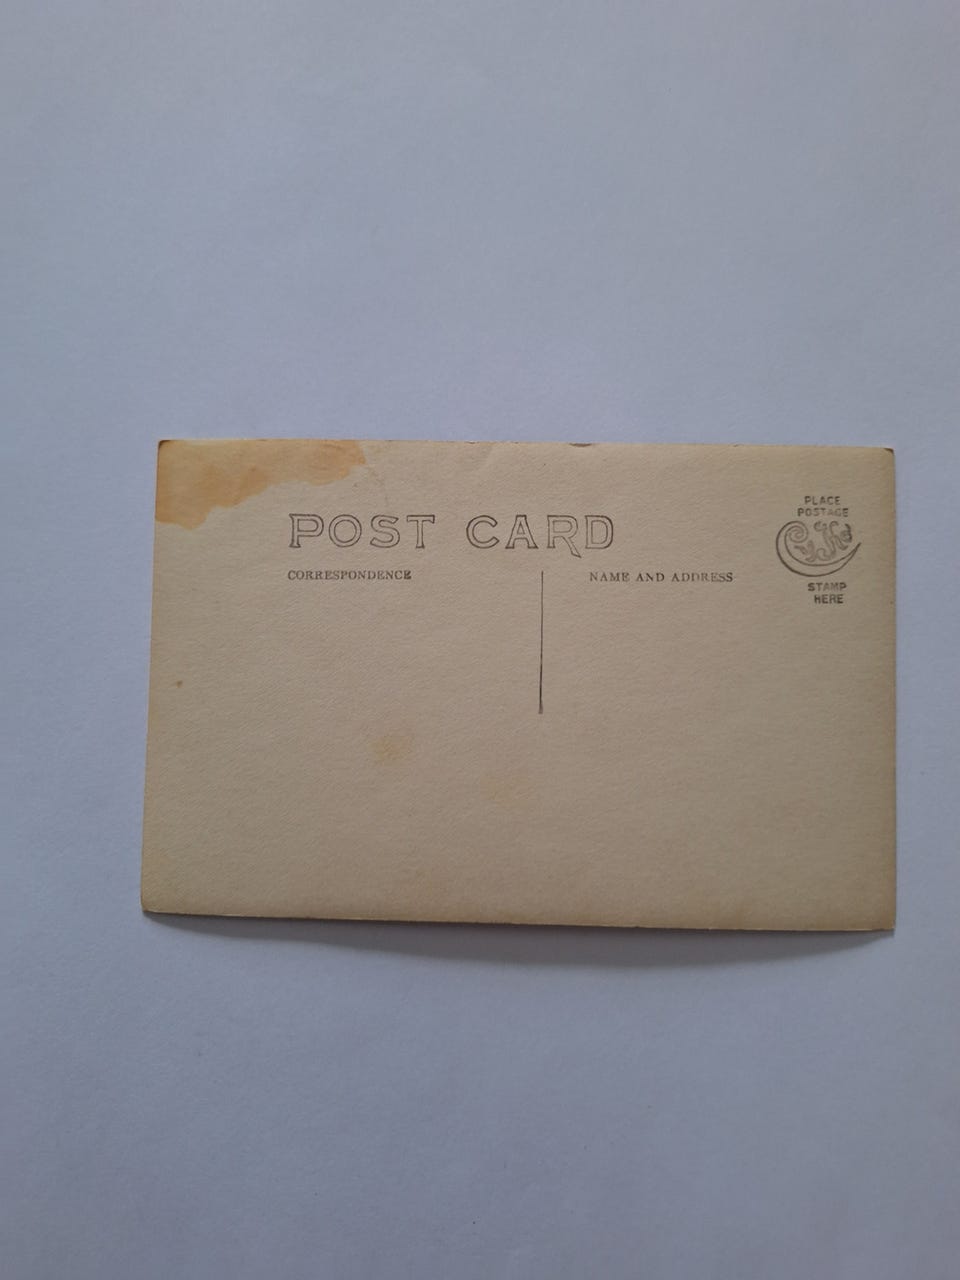 POST CARD
CORRESPONDENCE
NAME AND ADDRESS
PLACE
POSTAGE
STAMP
HERE